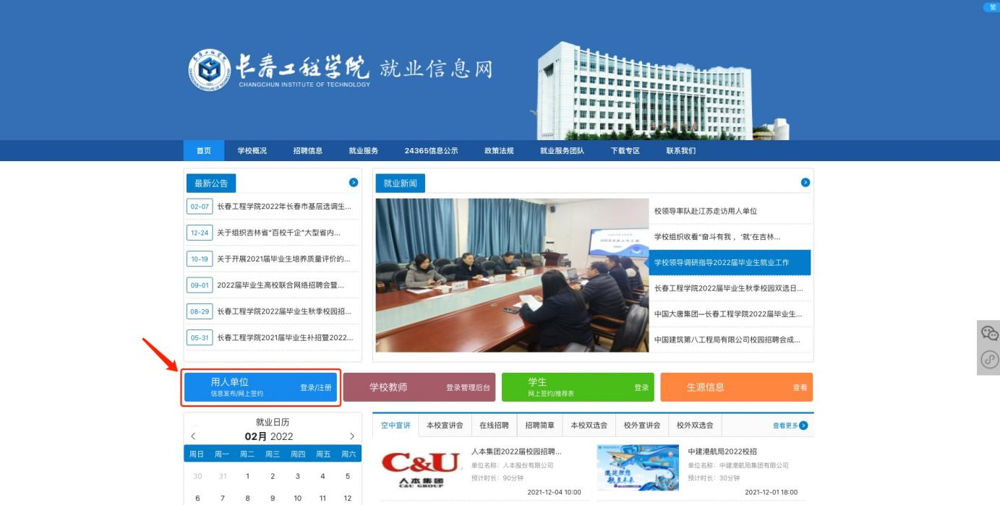 繁
长春工程学院 就业信息网
CHANGCHUN INSTITUTE OF TECHNOLOGY
首页 学校概况 招聘信息 就业服务 24365信息公示 政策法规 就业服务团队 下载专区 联系我们
最新公告
02-07 长春工程学院2022年长春市基层选调生...
12-24 关于组织吉林省“百校千企”大型省内...
10-19 关于开展2021届毕业生培养质量评价的...
09-01 2022届毕业生高校联合网络招聘会暨...
08-29 长春工程学院2022届毕业生秋季校园招...
05-31 长春工程学院2021届毕业生补招暨2022...
就业新闻
校领导率队赴江苏走访用人单位
学校组织收看“奋斗有我，‘就’在吉林...
学校领导调研指导2022届毕业生就业工作
长春工程学院2022届毕业生秋季校园双选日...
中国大唐集团—长春工程学院2022届毕业生...
中国建筑第八工程局有限公司校园招聘会成...
用人单位
信息发布/网上签约
登录/注册
学校教师 登录管理后台
学生
网上签约/推荐表
登录
生源信息 查看
就业日历
02月 2022
周日 周一 周二 周三 周四 周五 周六
30 31 1 2 3 4 5
6 7 8 9 10 11 12
空中宣讲 本校宣讲会 在线招聘 招聘简章 本校双选会 校外宣讲会 校外双选会 查看更多
C&U
人本集团
C&U GROUP
人本集团2022届校园招聘...
单位名称：人本股份有限公司
预计时长：90分钟
2021-12-04 10:00
中建港航局2022校招
单位名称：中建港航局集团有限公司
预计时长：30分钟
2021-12-01 18:00